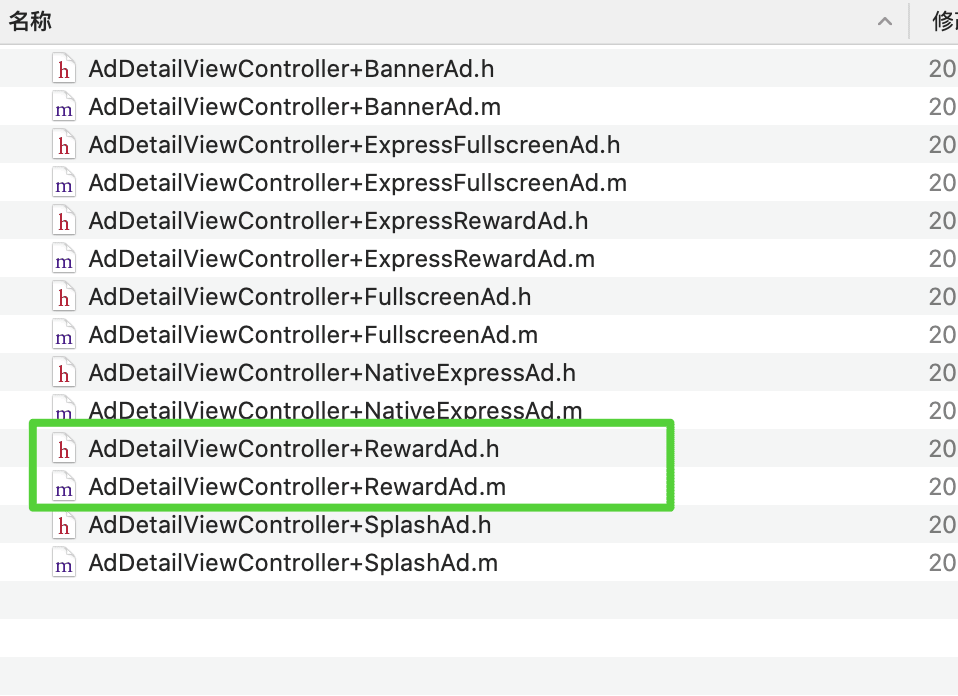 名称
修改
h AdDetailViewController+BannerAd.h 20
m AdDetailViewController+BannerAd.m 20
h AdDetailViewController+ExpressFullscreenAd.h 20
m AdDetailViewController+ExpressFullscreenAd.m 20
h AdDetailViewController+ExpressRewardAd.h 20
m AdDetailViewController+ExpressRewardAd.m 20
h AdDetailViewController+FullscreenAd.h 20
m AdDetailViewController+FullscreenAd.m 20
h AdDetailViewController+NativeExpressAd.h 20
m AdDetailViewController+NativeExpressAd.m 20
h AdDetailViewController+RewardAd.h 20
m AdDetailViewController+RewardAd.m 20
h AdDetailViewController+SplashAd.h 20
m AdDetailViewController+SplashAd.m 20